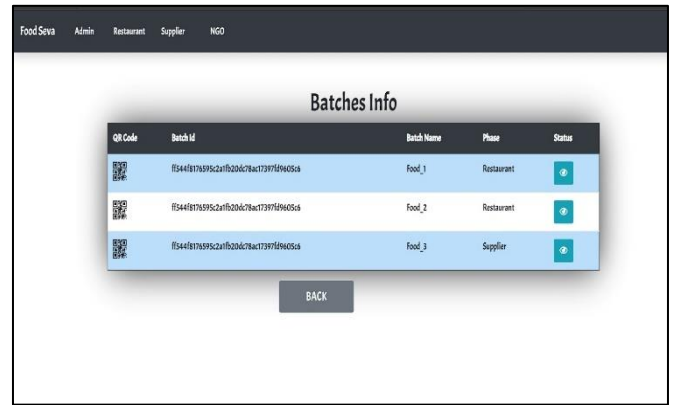 Food Seva Admin Restaurant Supplier NGO
Batches Info
QR Code Batch Id Batch Name Phase Status
ff544f8176595c2a1fb20dc78ac17397fd9605c6 Food_1 Restaurant
ff544f8176595c2a1fb20dc78ac17397fd9605c6 Food_2 Restaurant
ff544f8176595c2a1fb20dc78ac17397fd9605c6 Food_3 Supplier
BACK